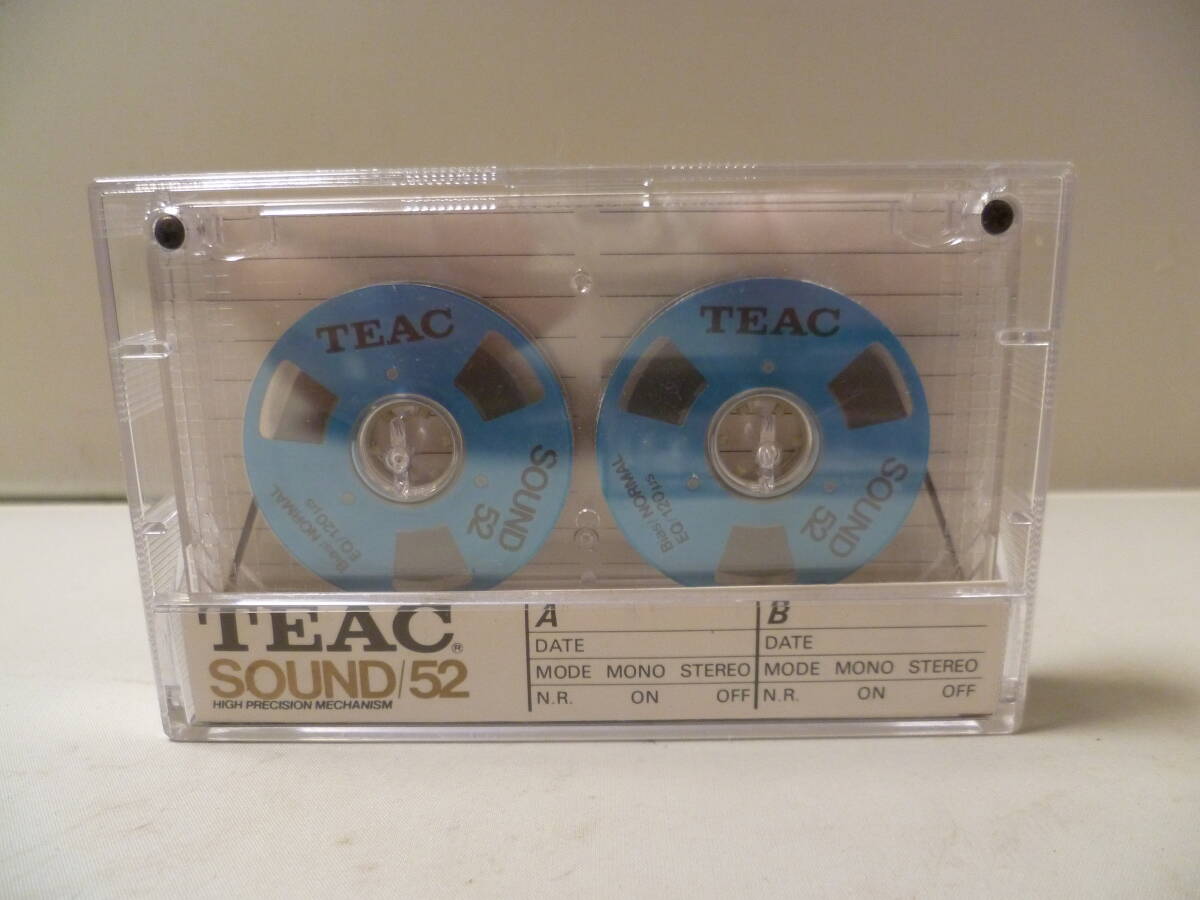 TEAC
SOUND
52
Bias/NORMAL
EQ/120μs
TEAC
SOUND
52
Bias/NORMAL
EQ 120μs
TEAC®
SOUND/52
HIGH PRECISION MECHANISM
A
DATE
MODE MONO STEREO
N.R. ON OFF
B
DATE
MODE MONO STEREO
N.R. ON OFF